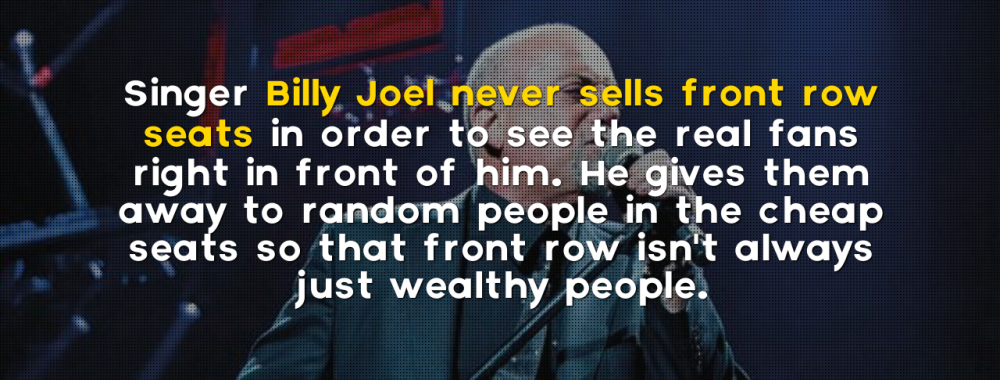 Singer Billy Joel never sells front row
seats in order to see the real fans
right in front of him. He gives them
away to random people in the cheap
seats so that front row isn't always
just wealthy people.